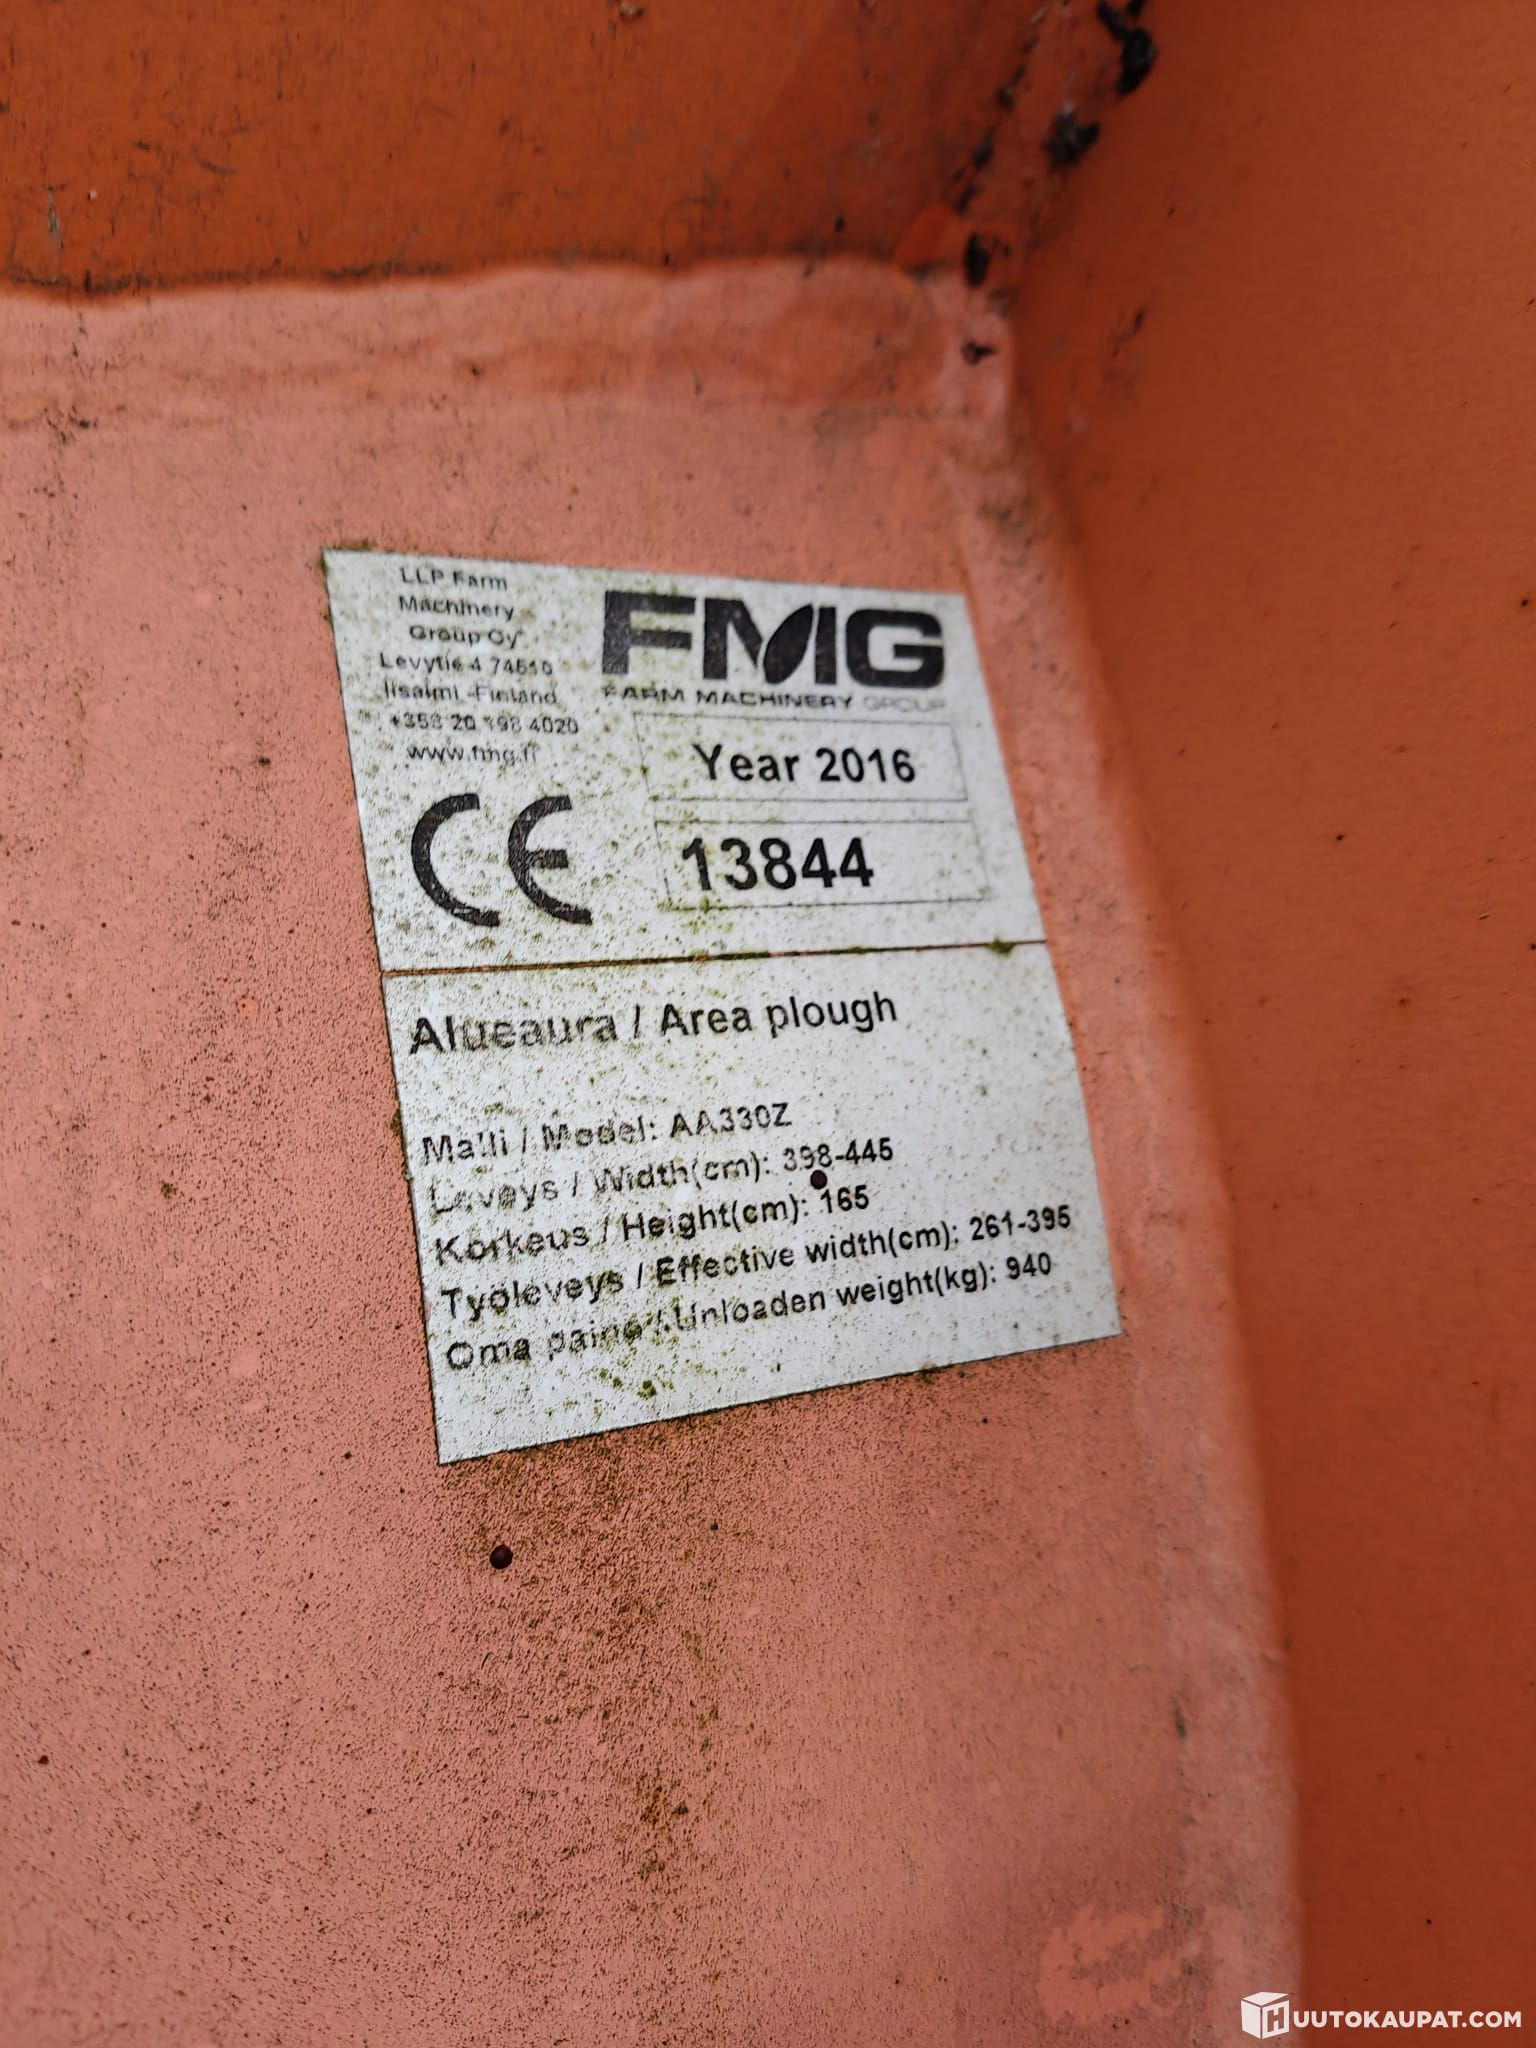 LLP Farm
Machinery
Group Oy
Levytie 4 74510
Iisalmi -Finland
+358 20 198 4020
www.fmg.fi
FMG
FARM MACHINERY GROUP
Year 2016
13844
CE
Alueaura / Area plough
Malli / Model: AA330Z
Leveys / Width(cm): 398-445
Korkeus / Height(cm): 165
Työleveys / Effective width(cm): 261-395
Oma paino / Unloaden weight(kg): 940
HUUTOKAUPAT.COM